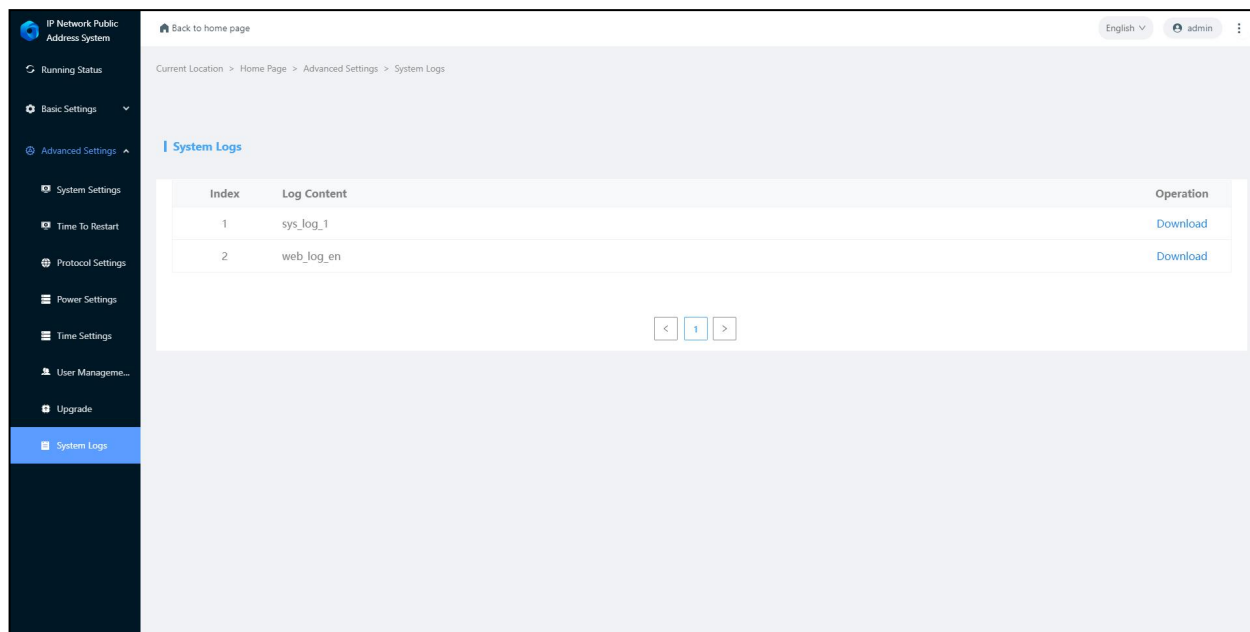 IP Network Public
Address System
Back to home page
English
admin
Running Status
Current Location > Home Page > Advanced Settings > System Logs
Basic Settings
Advanced Settings
System Logs
System Settings
Index Log Content Operation
Time To Restart
1 sys_log_1 Download
Protocol Settings
2 web_log_en Download
Power Settings
Time Settings
< 1 >
User Manageme...
Upgrade
System Logs